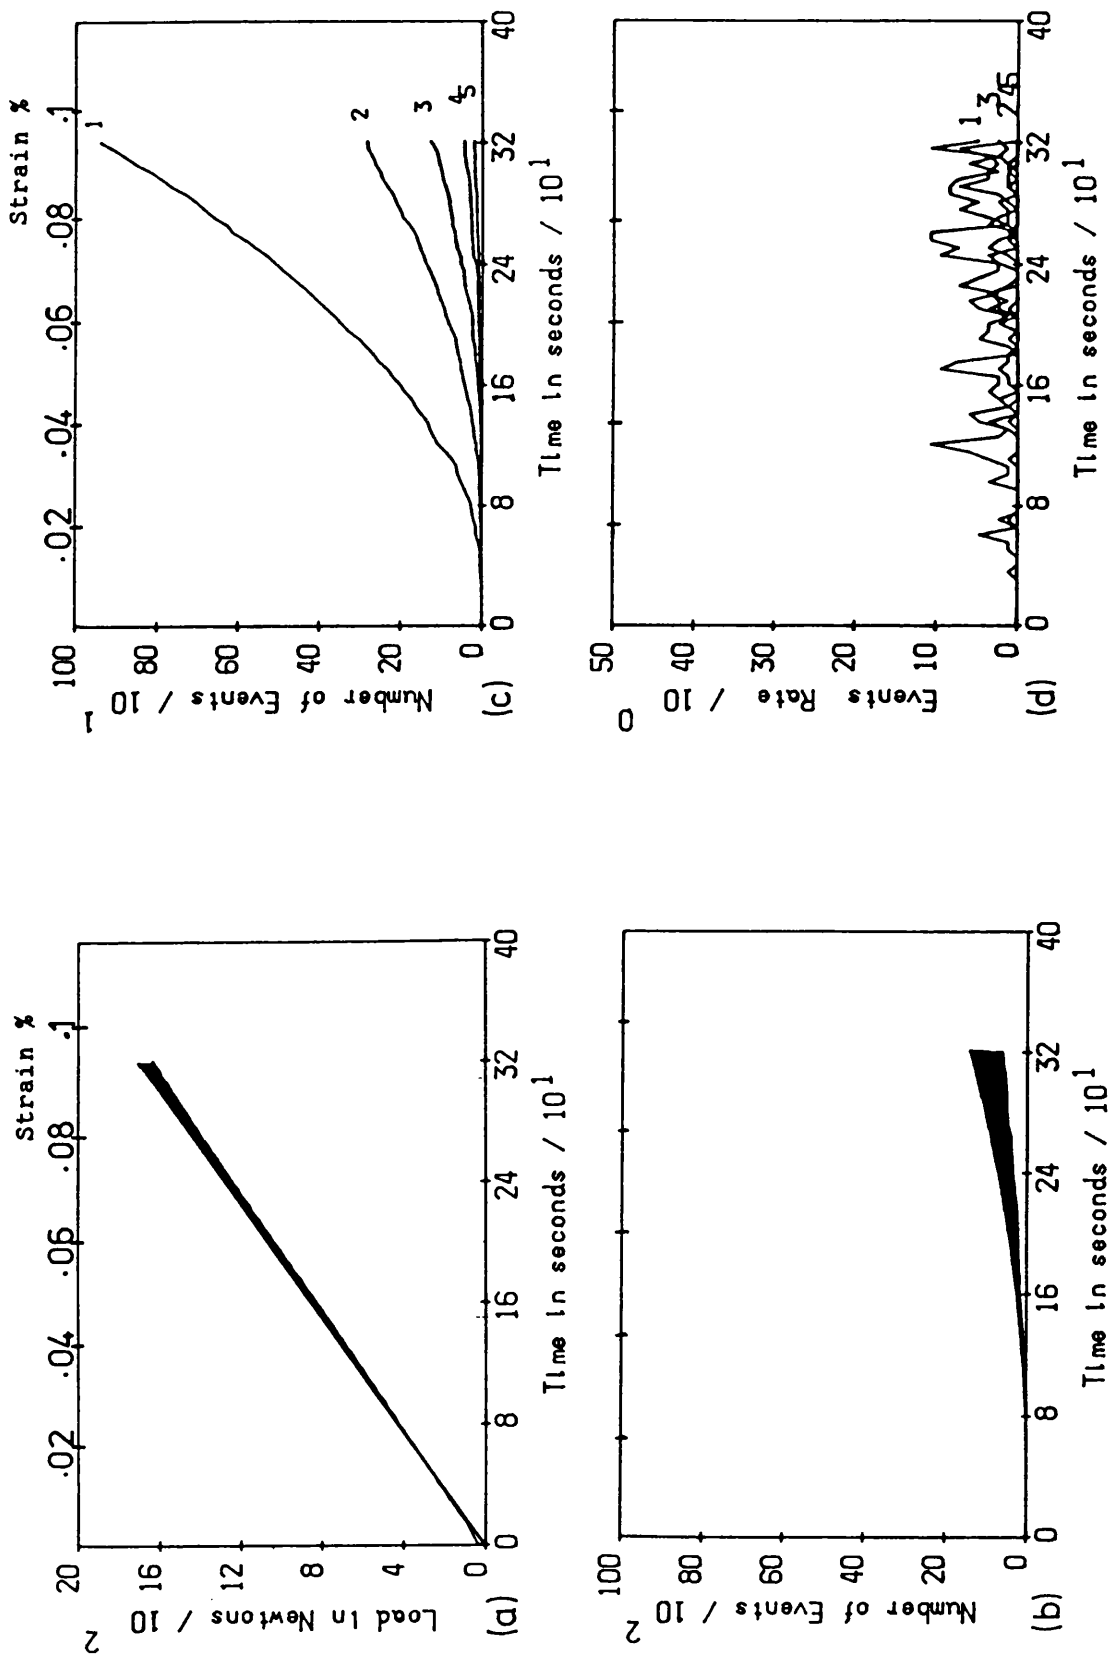 Strain %
.02 .04 .06 .08 .1
20
16
12
8
4
0
Load in Newtons / 10 2
0 8 16 24 32 40
Time in seconds / 10 1
(a)
100
80
60
40
20
0
Number of Events / 10 2
0 8 16 24 32 40
Time in seconds / 10 1
(b)
Strain %
.02 .04 .06 .08 .1
100
80
60
40
20
0
Number of Events / 10 1
1
2
3
4
5
0 8 16 24 32 40
Time in seconds / 10 1
(c)
50
40
30
20
10
0
Events Rate / 10 0
1
3
2
4
5
0 8 16 24 32 40
Time in seconds / 10 1
(d)